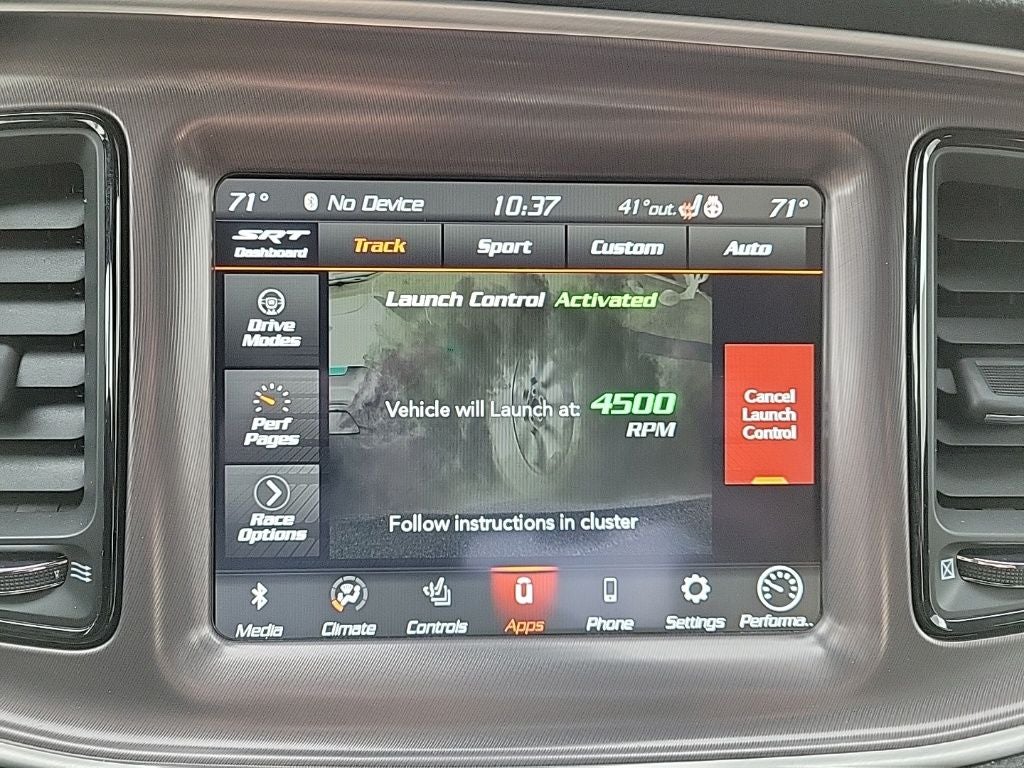 71° No Device 10:37 41°out. 71°
SRT
Dashboard
Track Sport Custom Auto
Launch Control Activated
Drive
Modes
Vehicle will Launch at: 4500
RPM
Cancel
Launch
Control
Perf
Pages
Race
Options
Follow instructions in cluster
Media Climate Controls Apps Phone Settings Performa..